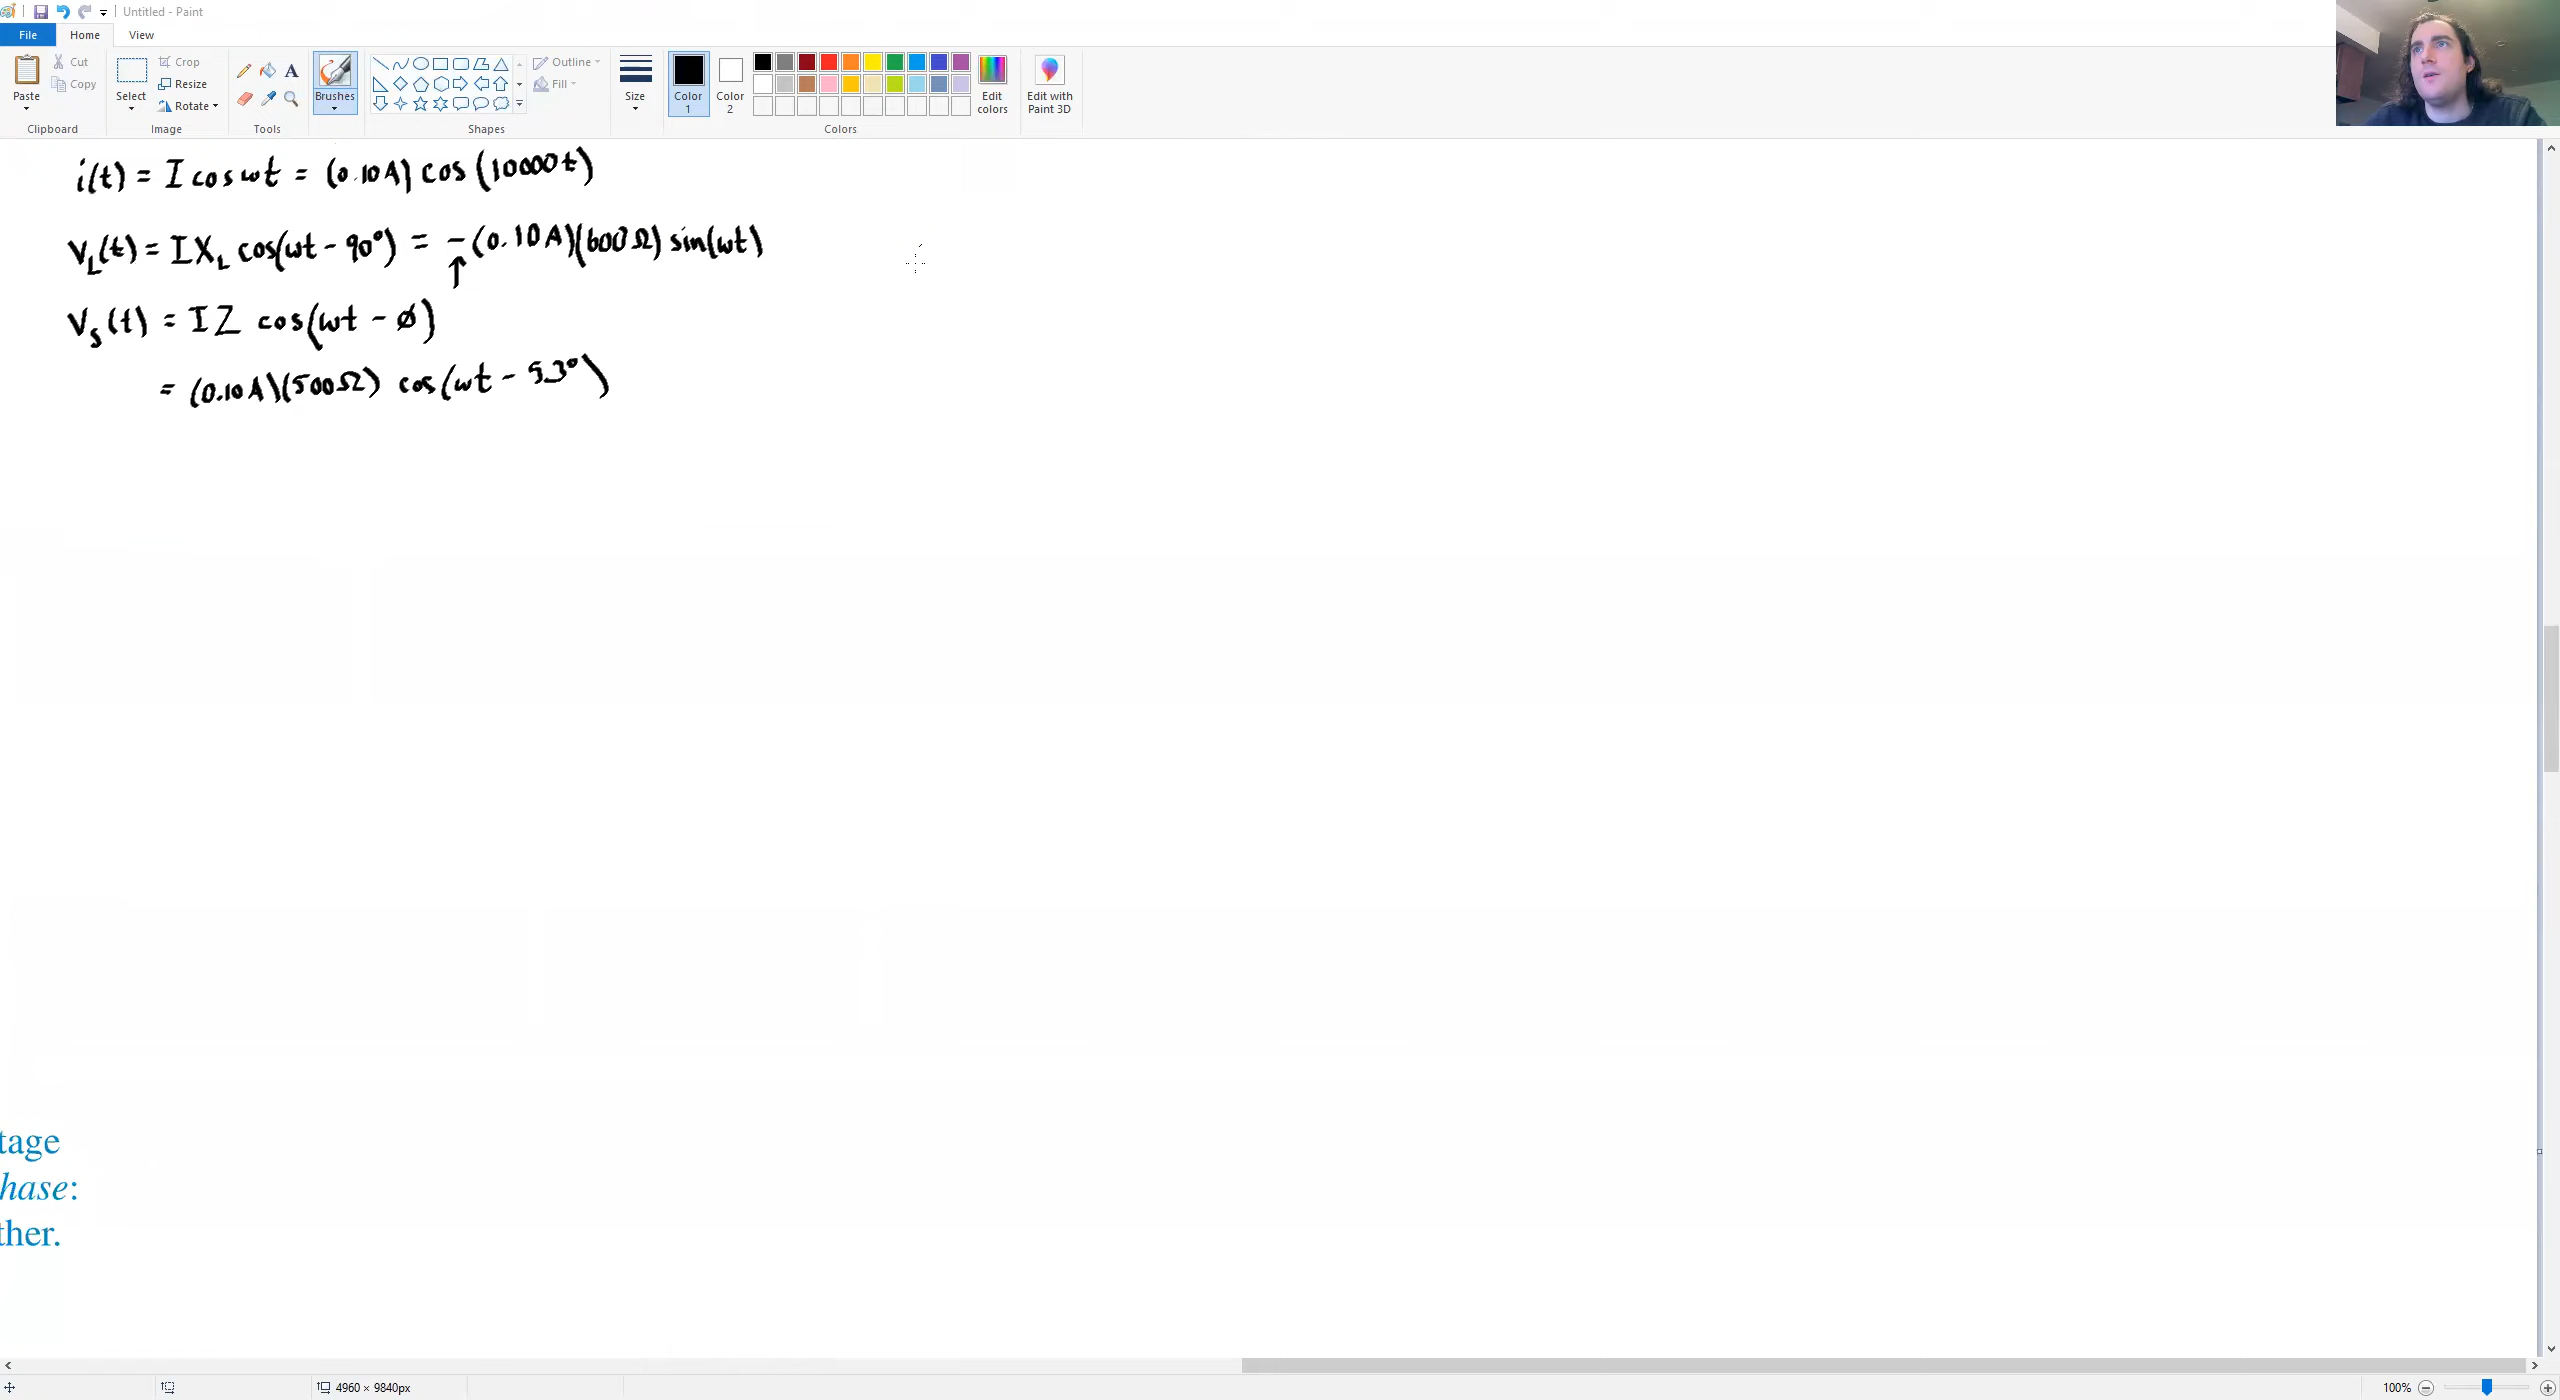 Untitled - Paint
File Home View
Paste Cut Copy Clipboard
Select Crop Resize Rotate Image
Tools
Brushes
Outline Fill Shapes
Size
Color 1 Color 2 Edit colors Colors
Edit with Paint 3D
i(t) = I cos ωt = (0.10A) cos (10000t)
V_L(t) = I X_L cos(ωt - 90°) = -(0.10A)(600Ω) sin(ωt)
↑
V_S(t) = I Z cos(ωt - ø)
= (0.10A)(500Ω) cos(ωt - 53°)
tage
hase:
ther.
4960 × 9840px
100%